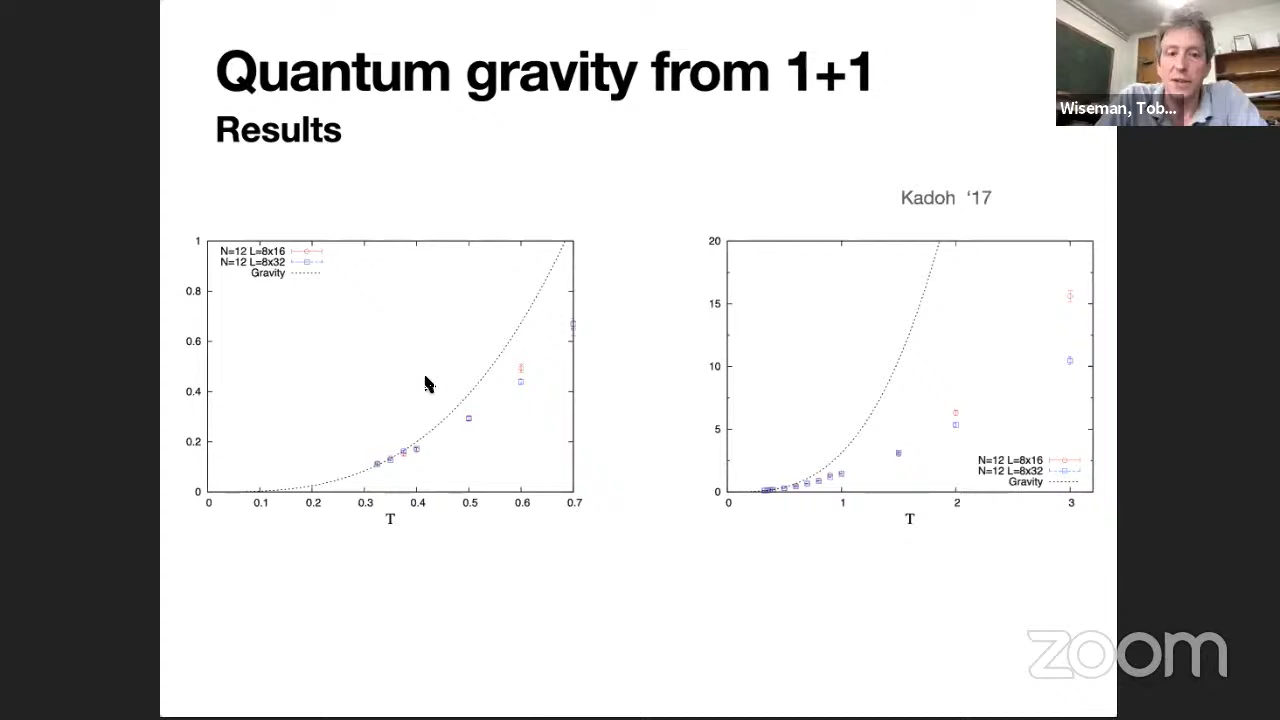 Quantum gravity from 1+1
Results
Wiseman, Tob...
Kadoh '17
N=12 L=8x16
N=12 L=8x32
Gravity
1
0.8
0.6
0.4
0.2
0
0
0.1
0.2
0.3
0.4
0.5
0.6
0.7
T
20
15
10
5
0
N=12 L=8x16
N=12 L=8x32
Gravity
0
1
2
3
T
zoom